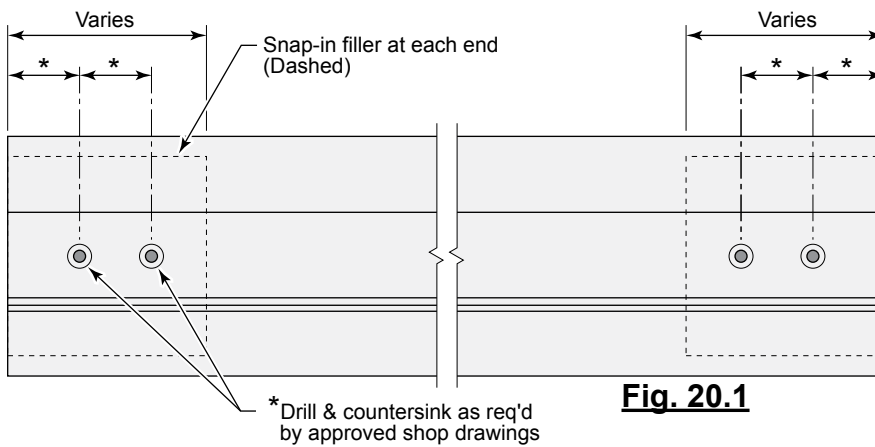 Varies
Varies
Snap-in filler at each end
(Dashed)
* *
* *
*Drill & countersink as req'd
by approved shop drawings
Fig. 20.1